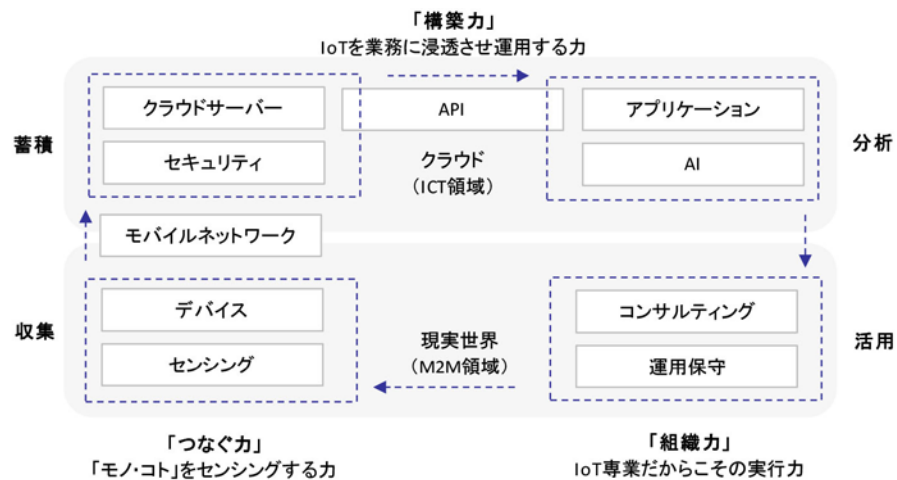 「構築力」
IoTを業務に浸透させ運用する力
蓄積
クラウドサーバー
セキュリティ
API
クラウド
(ICT領域)
アプリケーション
AI
分析
モバイルネットワーク
収集
デバイス
センシング
現実世界
(M2M領域)
コンサルティング
運用保守
活用
「つなぐ力」
「モノ・コト」をセンシングする力
「組織力」
IoT専業だからこその実行力